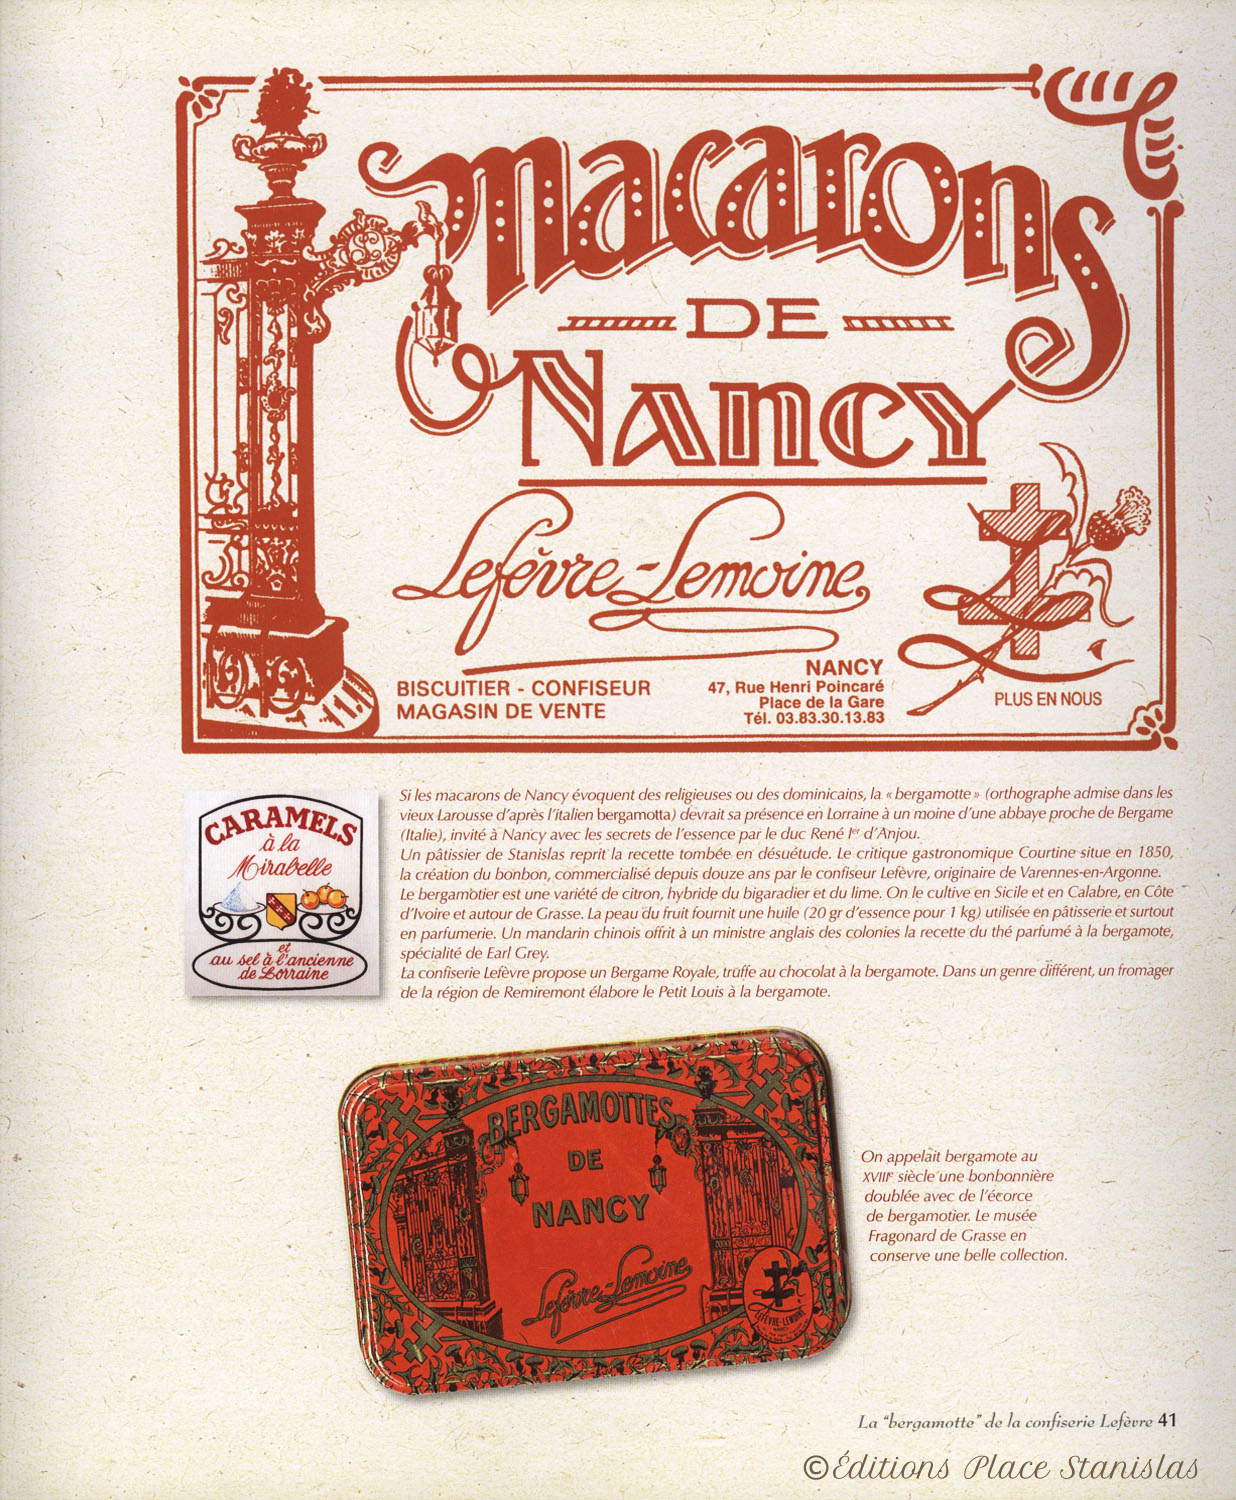 macarons
DE
NANCY
Lefèvre-Lemoine
BISCUITIER - CONFISEUR
MAGASIN DE VENTE
NANCY
47, Rue Henri Poincaré
Place de la Gare
Tél. 03.83.30.13.83
PLUS EN NOUS
CARAMELS
à la
Mirabelle
et
au sel à l'ancienne
de Lorraine
Si les macarons de Nancy évoquent des religieuses ou des dominicains, la « bergamotte » (orthographe admise dans les
vieux Larousse d'après l'italien bergamotta) devrait sa présence en Lorraine à un moine d'une abbaye proche de Bergame
(Italie), invité à Nancy avec les secrets de l'essence par le duc René Ier d'Anjou.
Un pâtissier de Stanislas reprit la recette tombée en désuétude. Le critique gastronomique Courtine situe en 1850,
la création du bonbon, commercialisé depuis douze ans par le confiseur Lefèvre, originaire de Varennes-en-Argonne.
Le bergamotier est une variété de citron, hybride du bigaradier et du lime. On le cultive en Sicile et en Calabre, en Côte
d'Ivoire et autour de Grasse. La peau du fruit fournit une huile (20 gr d'essence pour 1 kg) utilisée en pâtisserie et surtout
en parfumerie. Un mandarin chinois offrit à un ministre anglais des colonies la recette du thé parfumé à la bergamote,
spécialité de Earl Grey.
La confiserie Lefèvre propose un Bergame Royale, truffe au chocolat à la bergamote. Dans un genre différent, un fromager
de la région de Remiremont élabore le Petit Louis à la bergamote.
BERGAMOTTES
DE
NANCY
Lefèvre-Lemoine
LEFÈVRE-LEMOINE
On appelait bergamote au
XVIIIe siècle une bonbonnière
doublée avec de l'écorce
de bergamotier. Le musée
Fragonard de Grasse en
conserve une belle collection.
La "bergamotte" de la confiserie Lefèvre 41
©Éditions Place Stanislas